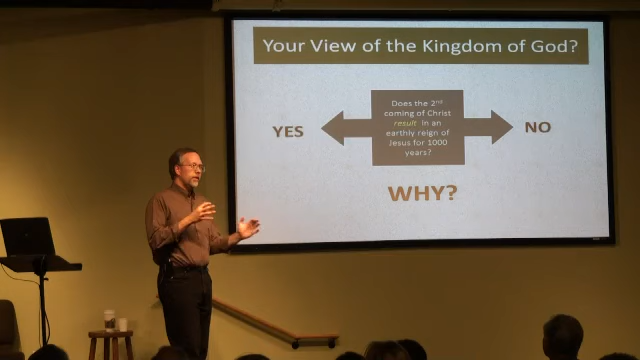 Your View of the Kingdom of God?
Does the 2nd
coming of Christ
result in an
earthly reign of
Jesus for 1000
years?
YES
NO
WHY?